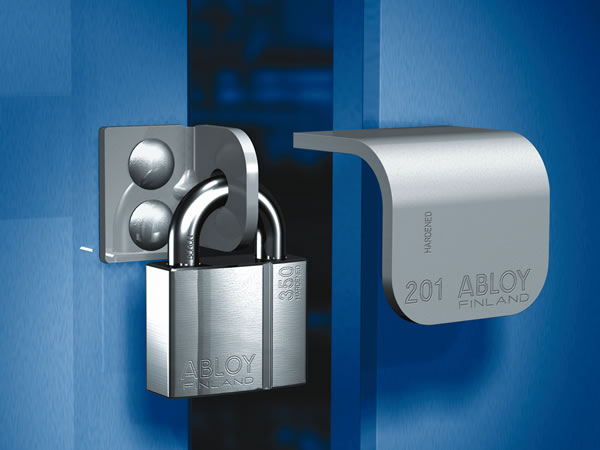 350
HARDENED
ABLOY
FINLAND
HARDENED
201 ABLOY
FINLAND